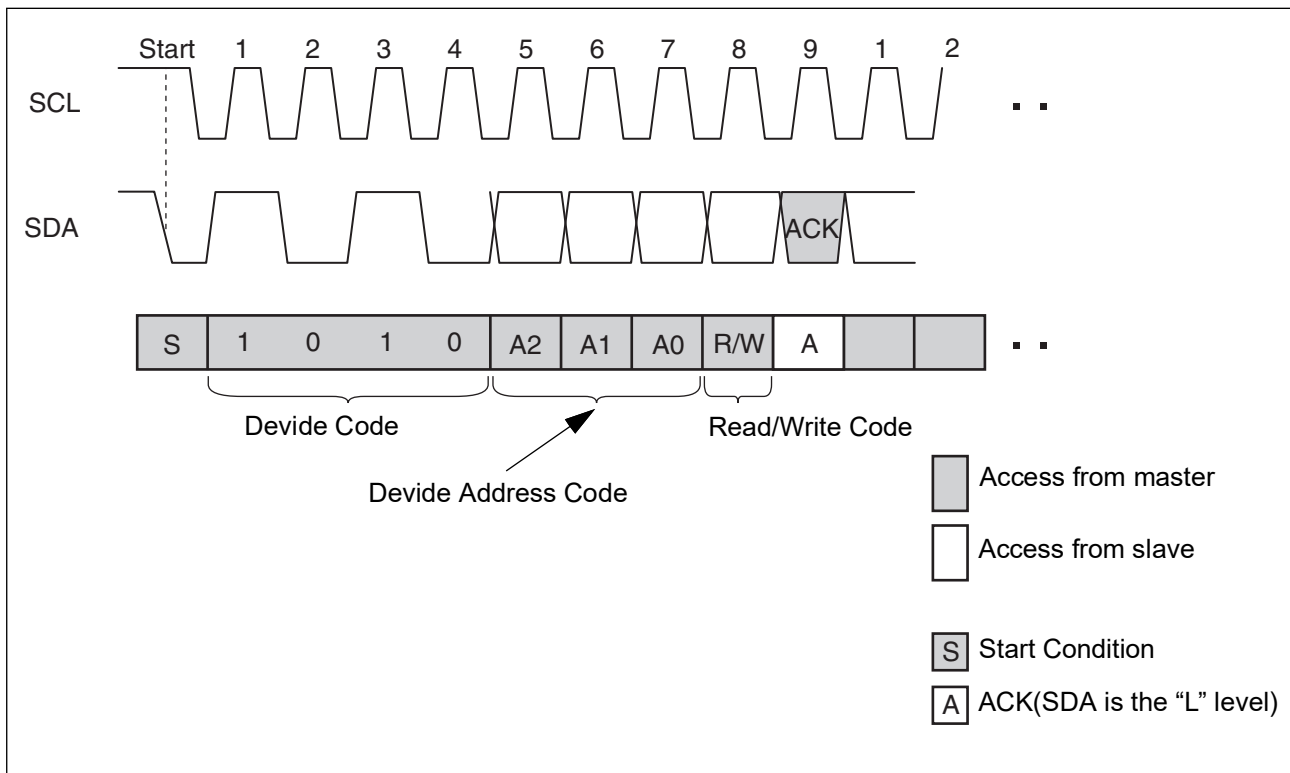 Start 1 2 3 4 5 6 7 8 9 1 2
SCL
. .
SDA
ACK
S 1 0 1 0 A2 A1 A0 R/W A
. .
Devide Code
Read/Write Code
Devide Address Code
Access from master
Access from slave
S Start Condition
A ACK(SDA is the “L” level)